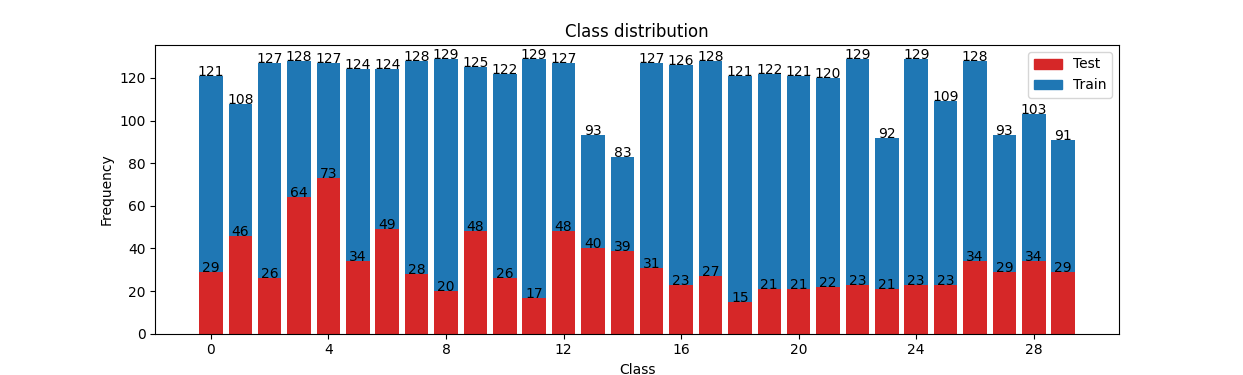 Class distribution
Test
Train
121 108 127 128 127 124 124 128 129 125 122 129 127 93 83 127 126 128 121 122 121 120 129 92 129 109 128 93 103 91
29 46 26 64 73 34 49 28 20 48 26 17 48 40 39 31 23 27 15 21 21 22 23 21 23 23 34 29 34 29
120
100
80
60
40
20
0
Frequency
0 4 8 12 16 20 24 28
Class